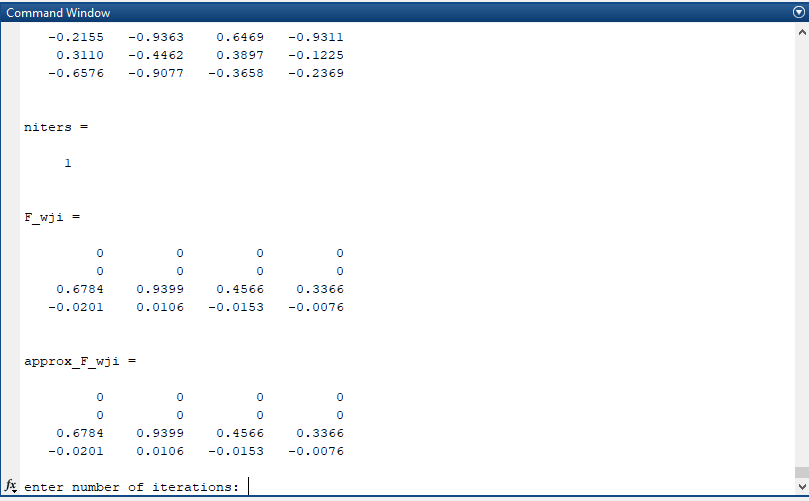 Command Window
-0.2155 -0.9363 0.6469 -0.9311
0.3110 -0.4462 0.3897 -0.1225
-0.6576 -0.9077 -0.3658 -0.2369
niters =
1
F_wji =
0 0 0 0
0 0 0 0
0.6784 0.9399 0.4566 0.3366
-0.0201 0.0106 -0.0153 -0.0076
approx_F_wji =
0 0 0 0
0 0 0 0
0.6784 0.9399 0.4566 0.3366
-0.0201 0.0106 -0.0153 -0.0076
fx enter number of iterations: